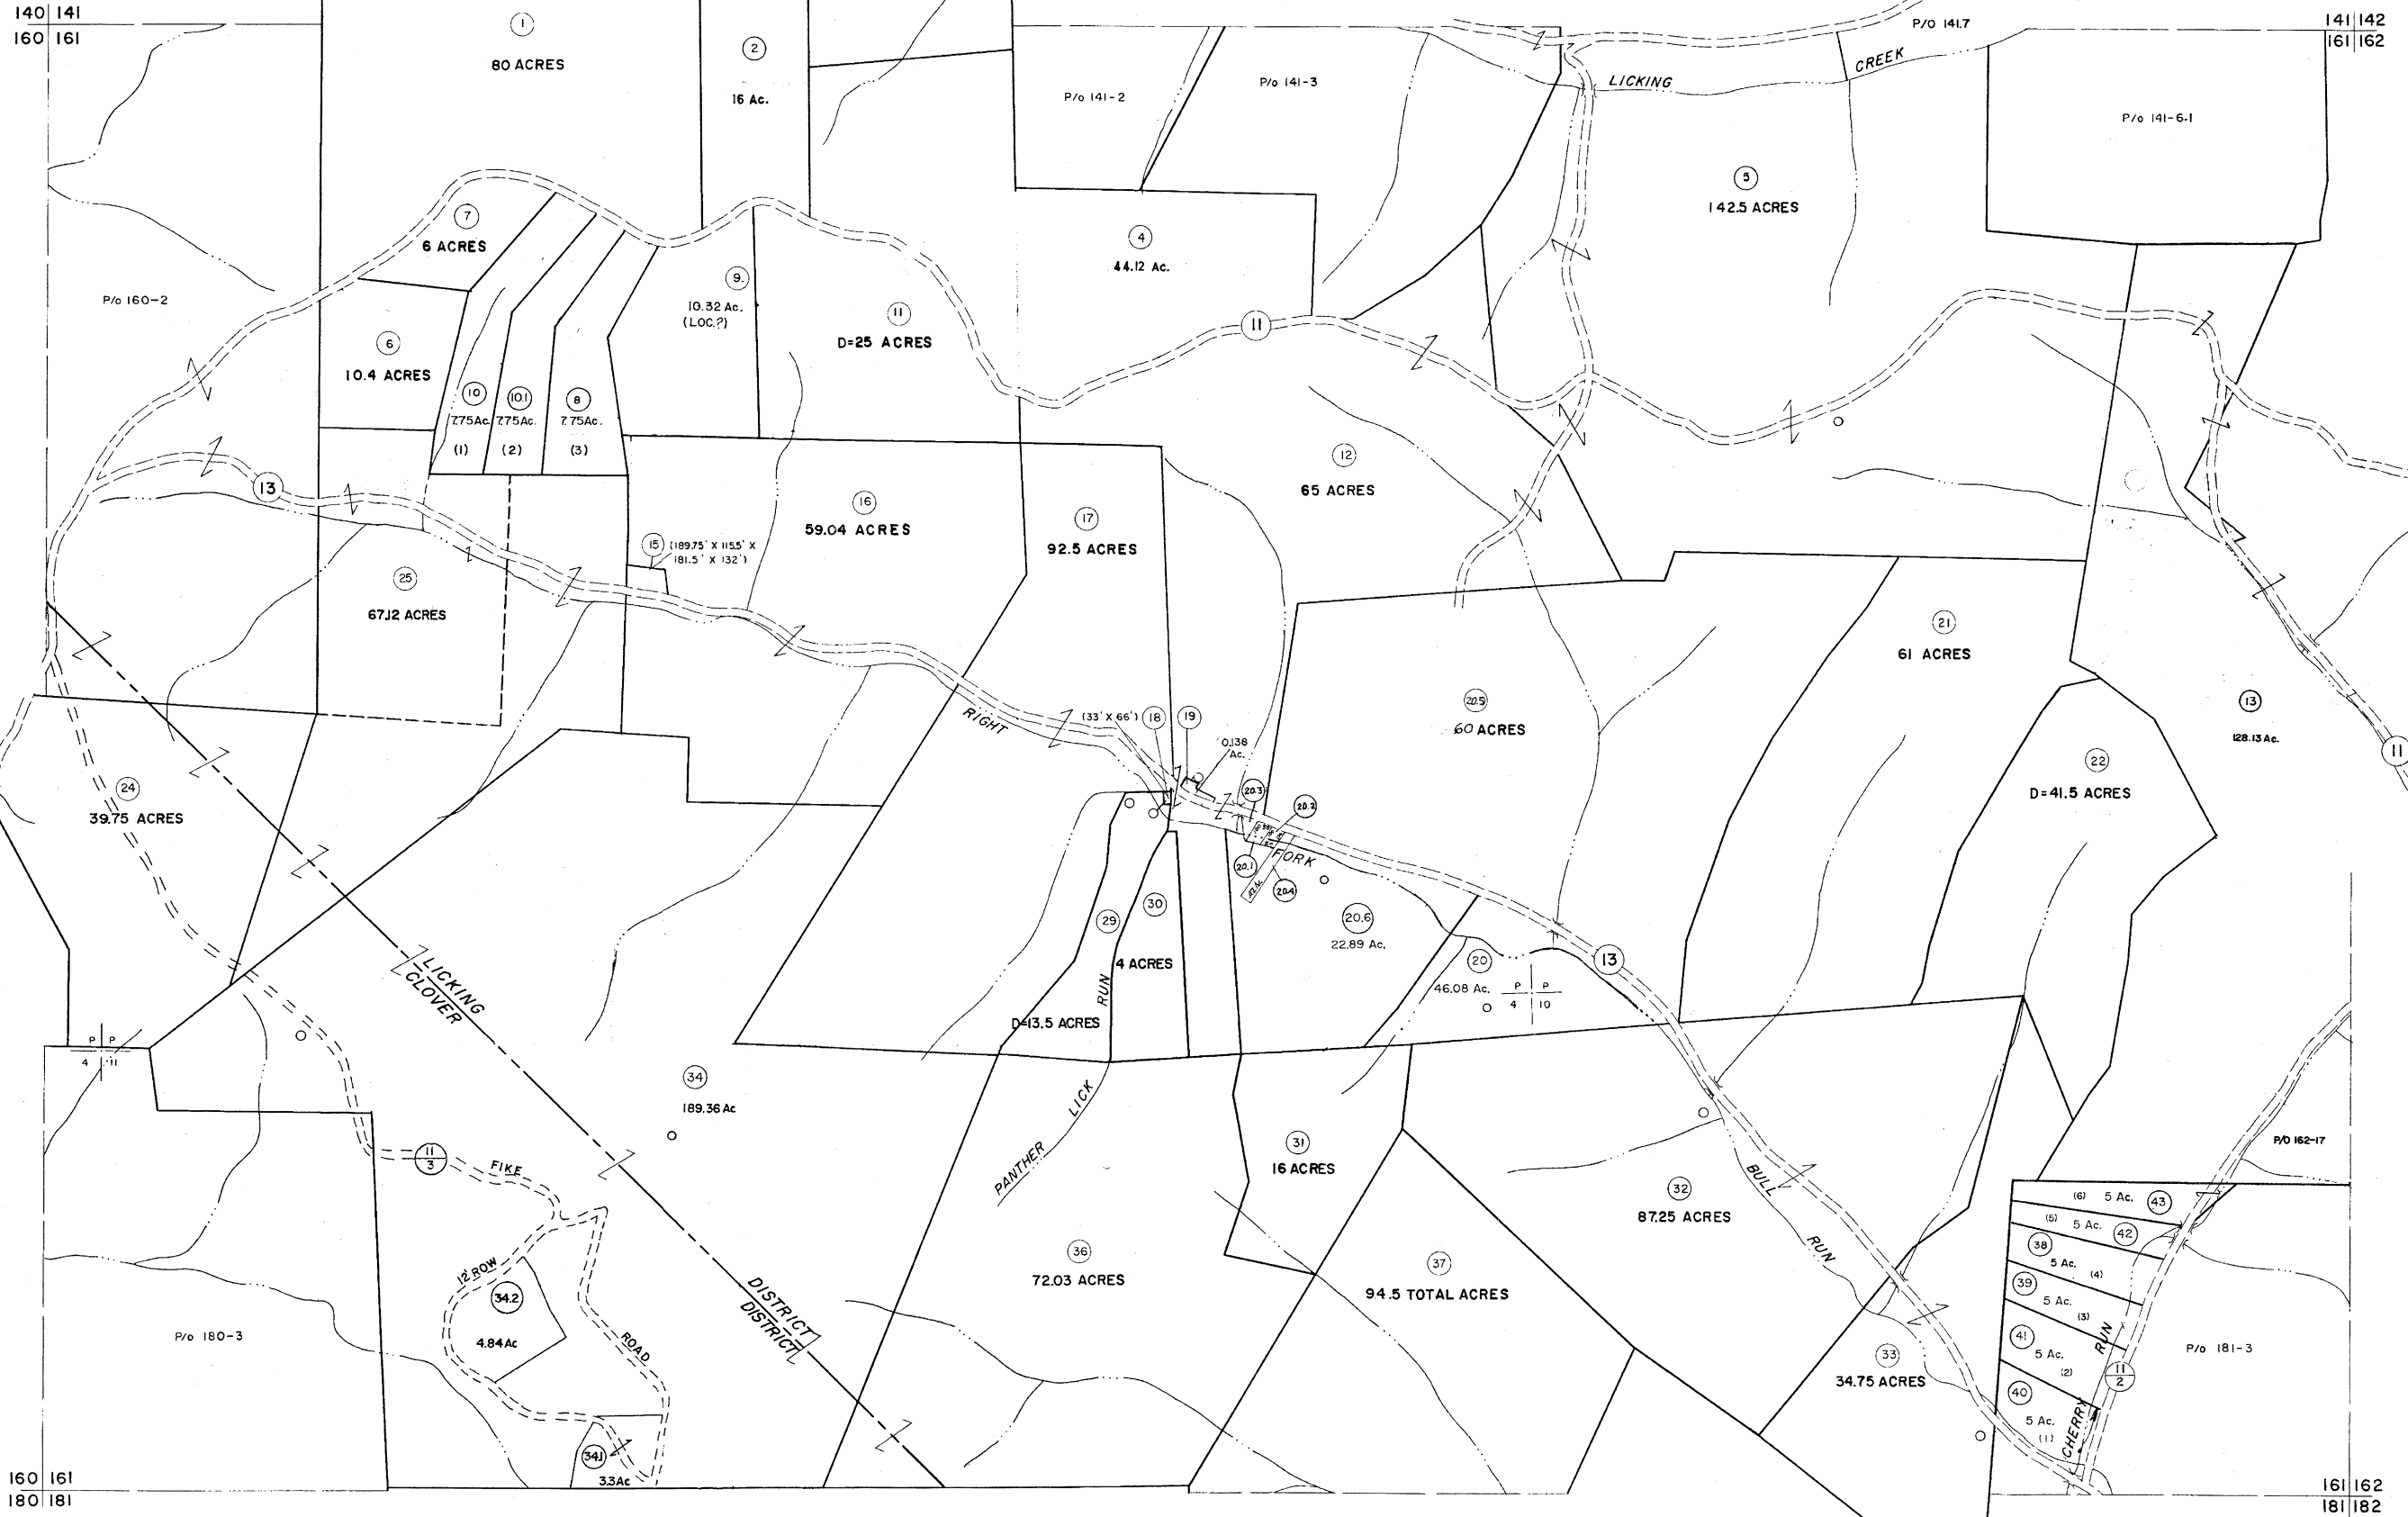 140 141
160 161
1
80 ACRES
2
16 Ac.
P/o 141-2
P/o 141-3
P/O 141.7
LICKING CREEK
141 142
161 162
P/o 141-6.1
5
142.5 ACRES
7
6 ACRES
4
44.12 Ac.
P/o 160-2
9.
10.32 Ac.
(LOC.?)
11
D=25 ACRES
11
6
10.4 ACRES
10
7.75Ac.
(1)
10.1
7.75Ac.
(2)
8
7.75Ac.
(3)
13
12
65 ACRES
16
59.04 ACRES
17
92.5 ACRES
15
(189.75' X 115.5' X
181.5' X 132')
25
67.12 ACRES
21
61 ACRES
20.5
60 ACRES
13
128.13 Ac.
11
RIGHT
(33' X 66')
18
19
0.138
Ac.
22
D=41.5 ACRES
24
39.75 ACRES
20.3
20.2
20.1
FORK
20.4
29
30
4 ACRES
20.6
22.89 Ac.
20
46.08 Ac.
P P
4 10
13
LICKING
CLOVER
RUN
D=13.5 ACRES
P P
4 11
34
189.36 Ac
LICK
PANTHER
31
16 ACRES
11
3
FIKE
P/O 162-17
32
87.25 ACRES
BULL
RUN
(6) 5 Ac. 43
(5) 5 Ac. 42
38
5 Ac. (4)
39
5 Ac.
(3)
41
5 Ac.
(2)
40
5 Ac.
(1)
RUN
CHERRY
11
2
36
72.03 ACRES
37
94.5 TOTAL ACRES
12' ROW
34.2
4.84Ac
ROAD
DISTRICT
DISTRICT
P/o 180-3
33
34.75 ACRES
P/o 181-3
34.1
3.3Ac
160 161
180 181
161 162
181 182